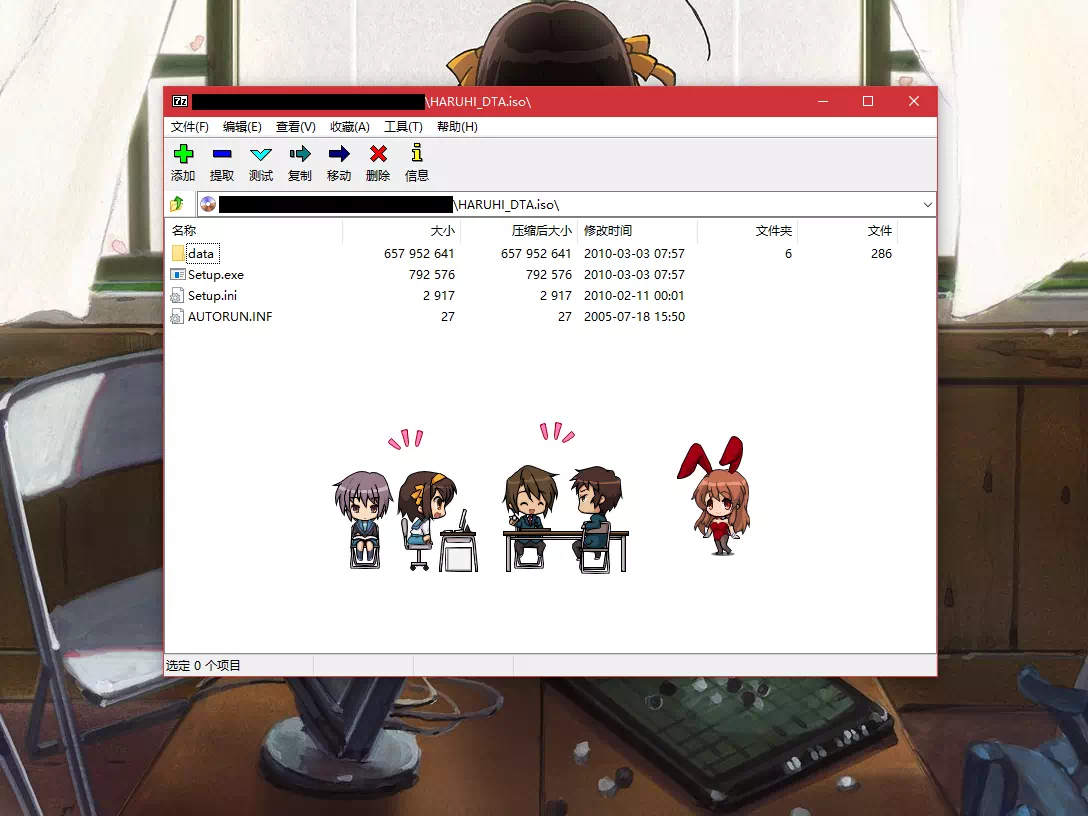 \HARUHI_DTA.iso\
文件(F) 编辑(E) 查看(V) 收藏(A) 工具(T) 帮助(H)
添加 提取 测试 复制 移动 删除 信息
\HARUHI_DTA.iso\
名称 大小 压缩后大小 修改时间 文件夹 文件
data 657 952 641 657 952 641 2010-03-03 07:57 6 286
Setup.exe 792 576 792 576 2010-03-03 07:57
Setup.ini 2 917 2 917 2010-02-11 00:01
AUTORUN.INF 27 27 2005-07-18 15:50
选定 0 个项目